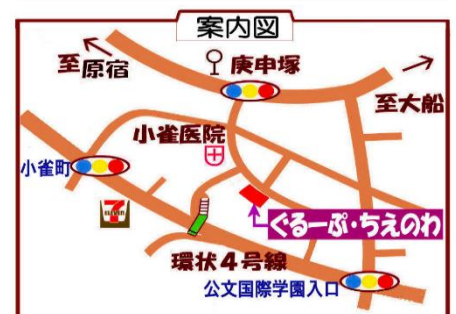 案内図
至原宿
庚申塚
至大船
小雀医院
小雀町
7
ELEVEN
ぐるーぷ・ちえのわ
環状4号線
公文国際学園入口